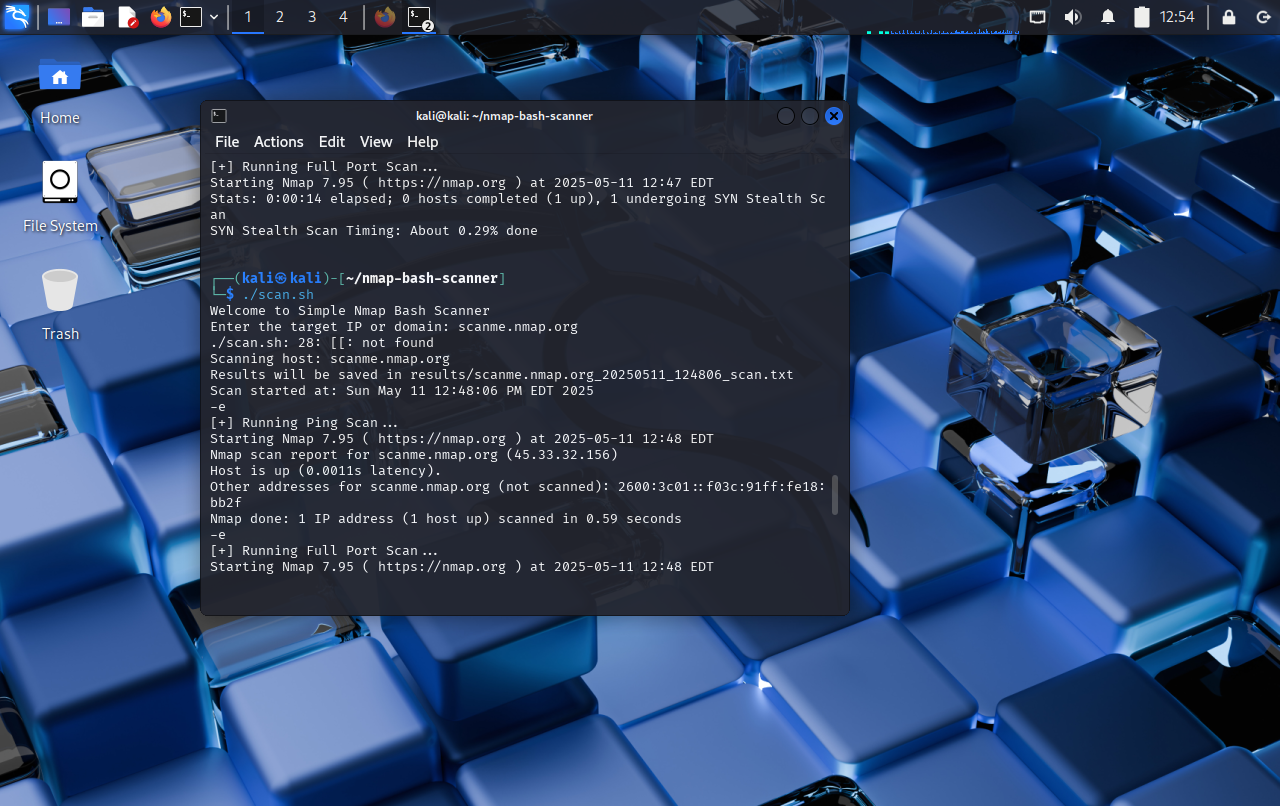 1 2 3 4
2
12:54
Home
File System
Trash
kali@kali: ~/nmap-bash-scanner
File Actions Edit View Help
[+] Running Full Port Scan...
Starting Nmap 7.95 ( https://nmap.org ) at 2025-05-11 12:47 EDT
Stats: 0:00:14 elapsed; 0 hosts completed (1 up), 1 undergoing SYN Stealth Sc
an
SYN Stealth Scan Timing: About 0.29% done
┌──(kali㉿kali)-[~/nmap-bash-scanner]
└─$ ./scan.sh
Welcome to Simple Nmap Bash Scanner
Enter the target IP or domain: scanme.nmap.org
./scan.sh: 28: [[: not found
Scanning host: scanme.nmap.org
Results will be saved in results/scanme.nmap.org_20250511_124806_scan.txt
Scan started at: Sun May 11 12:48:06 PM EDT 2025
-e
[+] Running Ping Scan...
Starting Nmap 7.95 ( https://nmap.org ) at 2025-05-11 12:48 EDT
Nmap scan report for scanme.nmap.org (45.33.32.156)
Host is up (0.0011s latency).
Other addresses for scanme.nmap.org (not scanned): 2600:3c01::f03c:91ff:fe18:
bb2f
Nmap done: 1 IP address (1 host up) scanned in 0.59 seconds
-e
[+] Running Full Port Scan...
Starting Nmap 7.95 ( https://nmap.org ) at 2025-05-11 12:48 EDT